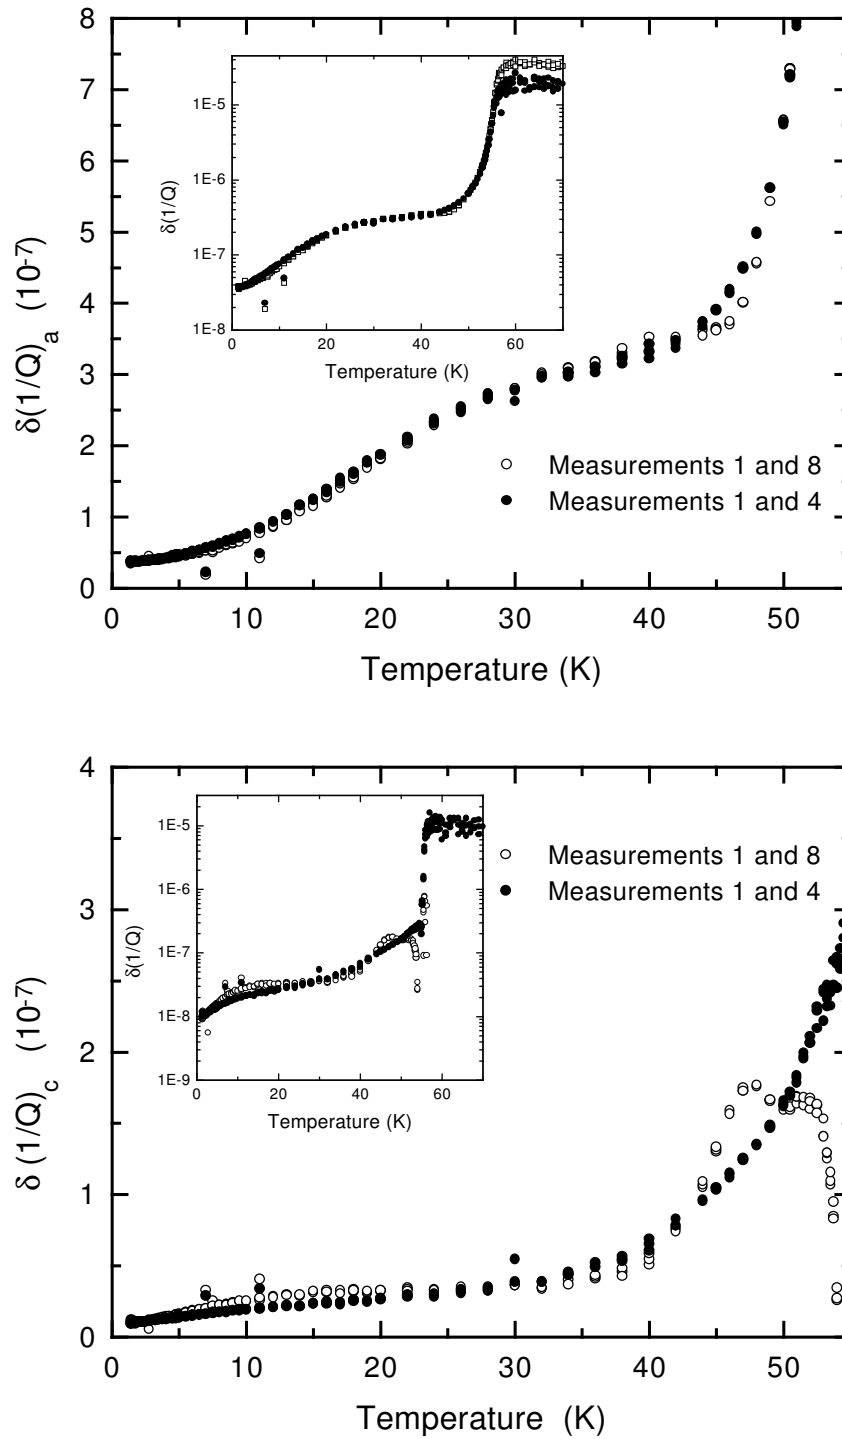 8
7
6
5
4
3
2
1
0
δ(1/Q)a (10-7)
0 10 20 30 40 50
Temperature (K)
1E-5
1E-6
1E-7
1E-8
δ(1/Q)
0 20 40 60
Temperature (K)
Measurements 1 and 8
Measurements 1 and 4
4
3
2
1
0
δ (1/Q)c (10-7)
0 10 20 30 40 50
Temperature (K)
1E-5
1E-6
1E-7
1E-8
1E-9
δ(1/Q)
0 20 40 60
Temperature (K)
Measurements 1 and 8
Measurements 1 and 4